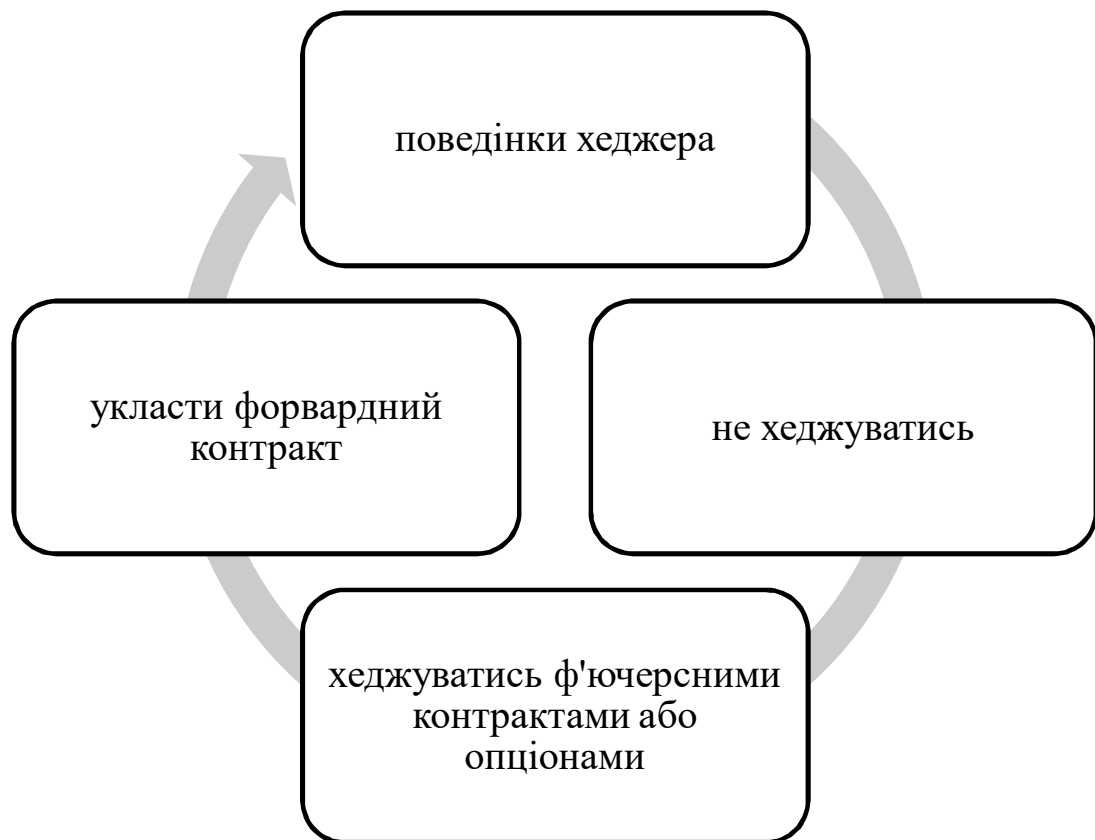 поведінки хеджера
укласти форвардний
контракт
не хеджуватись
хеджуватись ф'ючерсними
контрактами або
опціонами